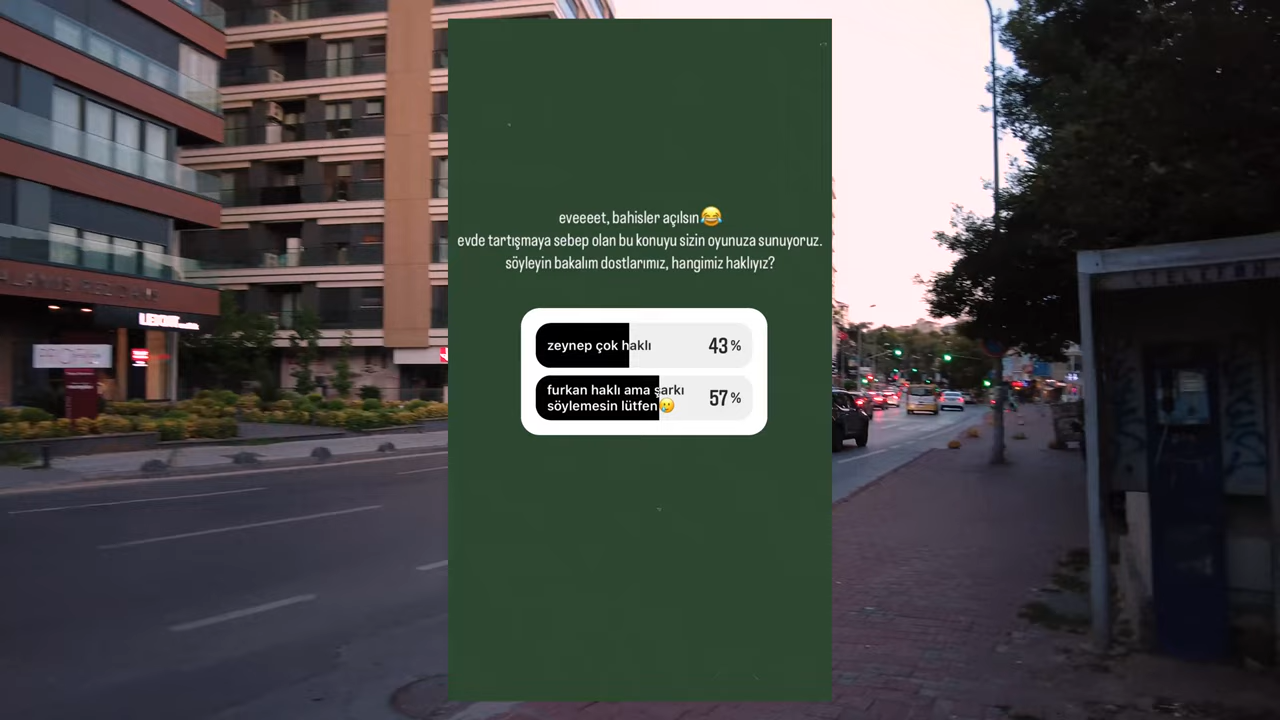 eveeeet, bahisler açılsın😂
evde tartışmaya sebep olan bu konuyu sizin oyunuza sunuyoruz.
söyleyin bakalım dostlarımız, hangimiz haklıyız?
zeynep çok haklı 43%
furkan haklı ama şarkı
söylemesin lütfen🥲 57%
TELEFON